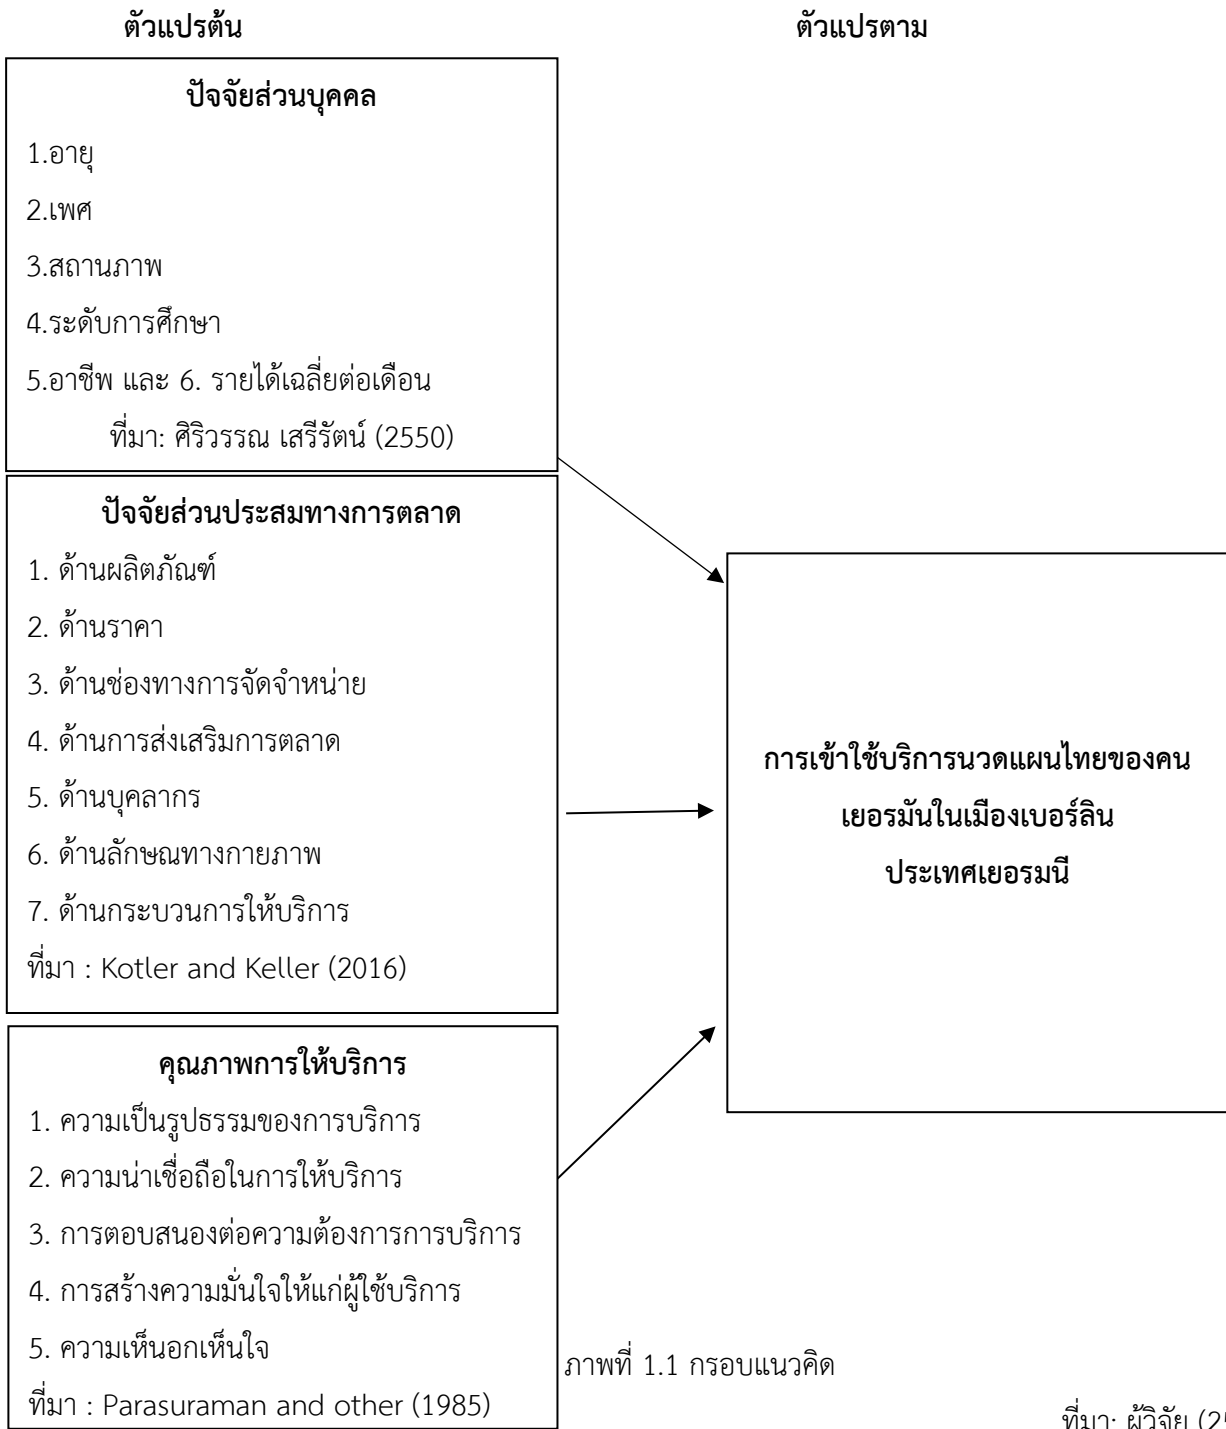 ตัวแปรต้น
ตัวแปรตาม
ปัจจัยส่วนบุคคล
1.อายุ
2.เพศ
3.สถานภาพ
4.ระดับการศึกษา
5.อาชีพ และ 6. รายได้เฉลี่ยต่อเดือน
ที่มา: ศิริวรรณ เสรีรัตน์ (2550)
ปัจจัยส่วนประสมทางการตลาด
1. ด้านผลิตภัณฑ์
2. ด้านราคา
3. ด้านช่องทางการจัดจำหน่าย
4. ด้านการส่งเสริมการตลาด
5. ด้านบุคลากร
6. ด้านลักษณทางกายภาพ
7. ด้านกระบวนการให้บริการ
ที่มา : Kotler and Keller (2016)
คุณภาพการให้บริการ
1. ความเป็นรูปธรรมของการบริการ
2. ความน่าเชื่อถือในการให้บริการ
3. การตอบสนองต่อความต้องการการบริการ
4. การสร้างความมั่นใจให้แก่ผู้ใช้บริการ
5. ความเห็นอกเห็นใจ
ที่มา : Parasuraman and other (1985)
การเข้าใช้บริการนวดแผนไทยของคน
เยอรมันในเมืองเบอร์ลิน
ประเทศเยอรมนี
ภาพที่ 1.1 กรอบแนวคิด
ที่มา: ผู้วิจัย